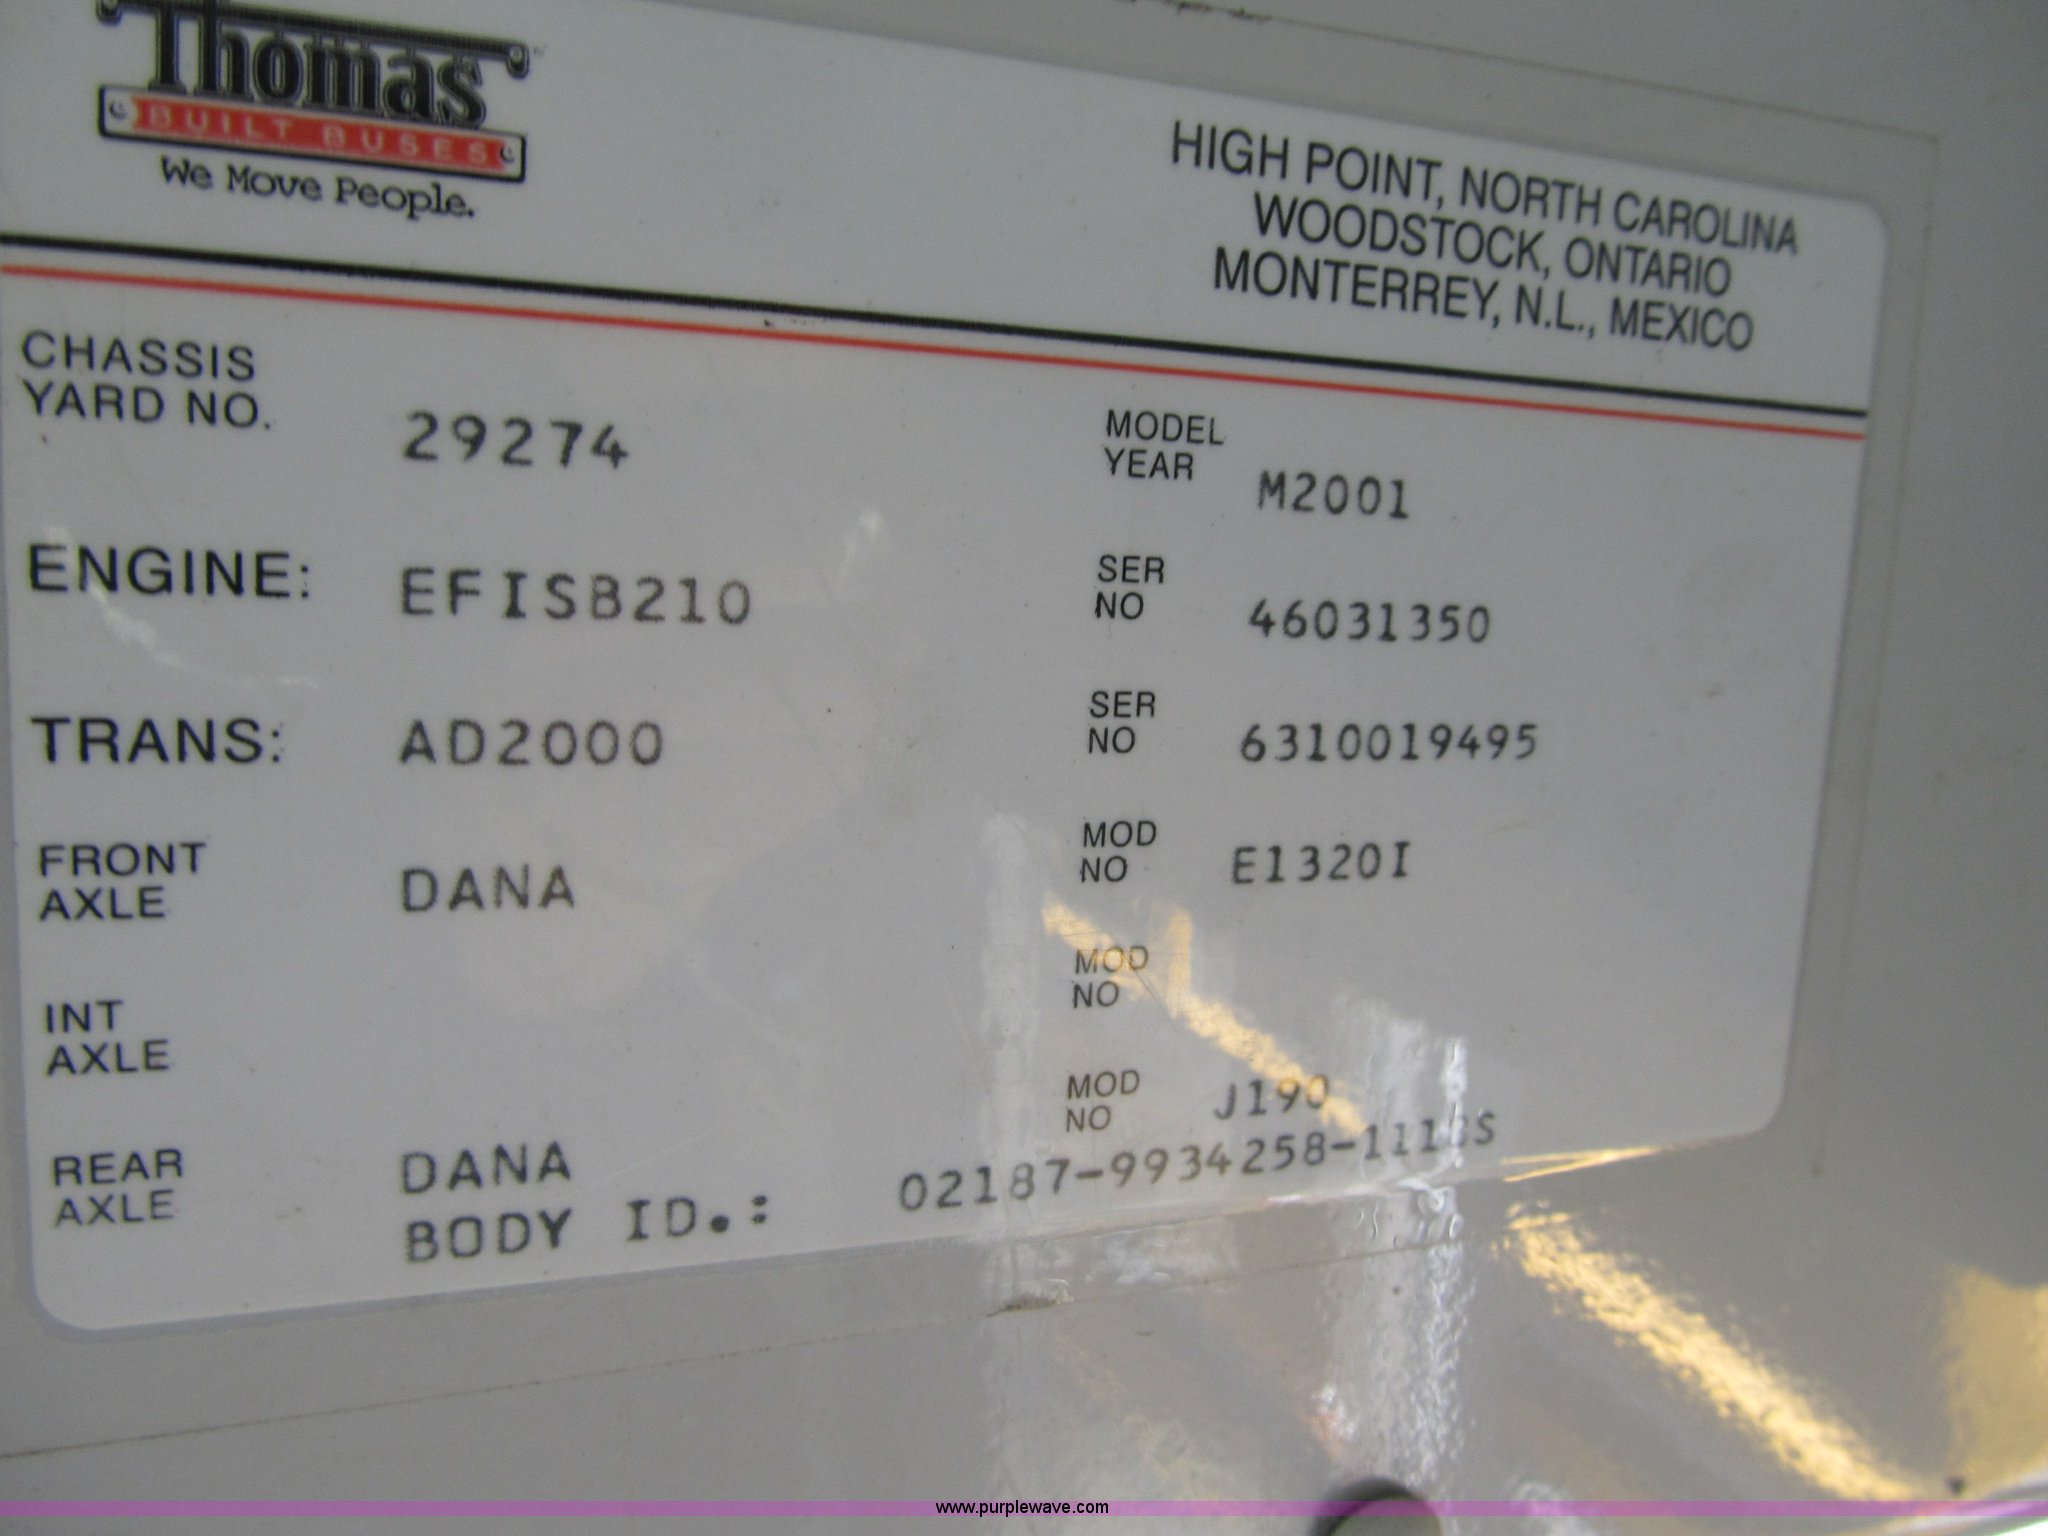 Thomas
BUILT BUSES
We Move People.
HIGH POINT, NORTH CAROLINA
WOODSTOCK, ONTARIO
MONTERREY, N.L., MEXICO
CHASSIS
YARD NO. 29274
MODEL
YEAR M2001
ENGINE: EFISB210
SER
NO 46031350
TRANS: AD2000
SER
NO 6310019495
FRONT
AXLE DANA
MOD
NO E1320I
INT
AXLE
MOD
NO
REAR
AXLE DANA
MOD
NO J190
BODY ID.:
www.purplewave.com